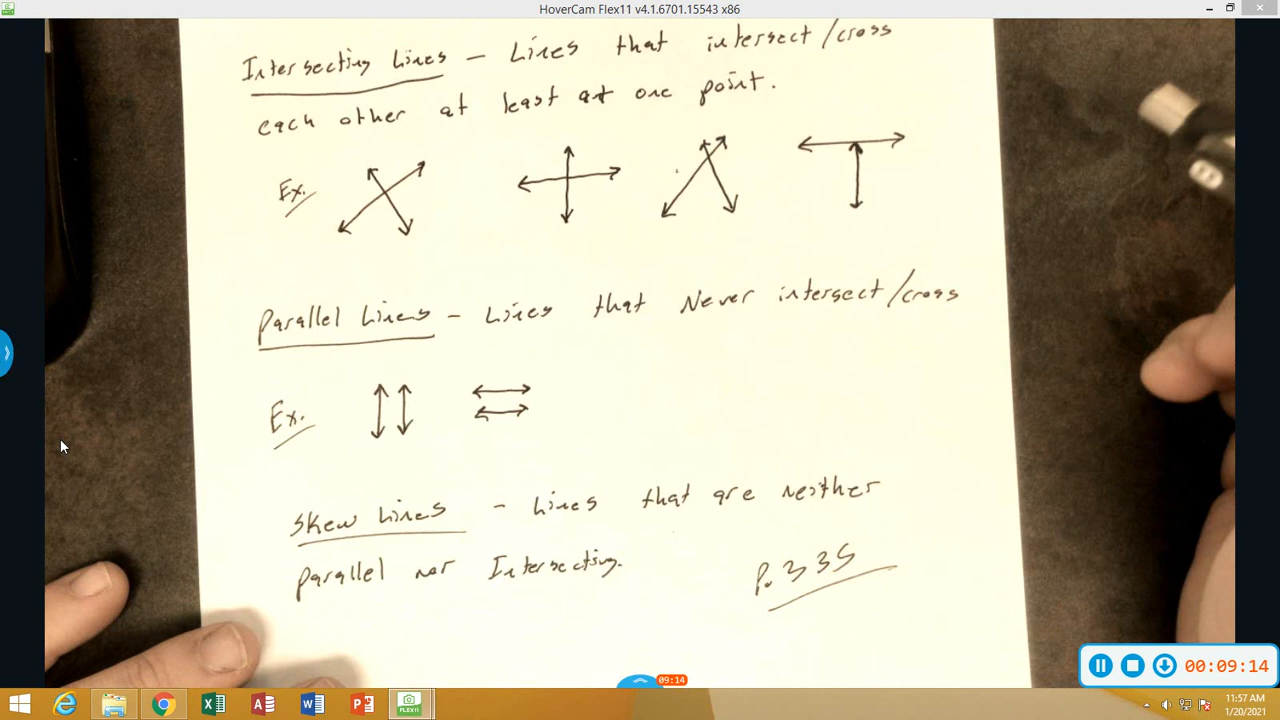 HoverCam Flex11 v4.1.6701.15543 x86
Intersecting Lines - Lines that intersect/cross
each other at least at one point.
Ex.
Parallel Lines - Lines that Never intersect/cross
Ex.
Skew Lines - Lines that are neither
parallel nor Intersecting.
P. 335
00:09:14
09:14
FLEX11
11:57 AM
1/20/2021